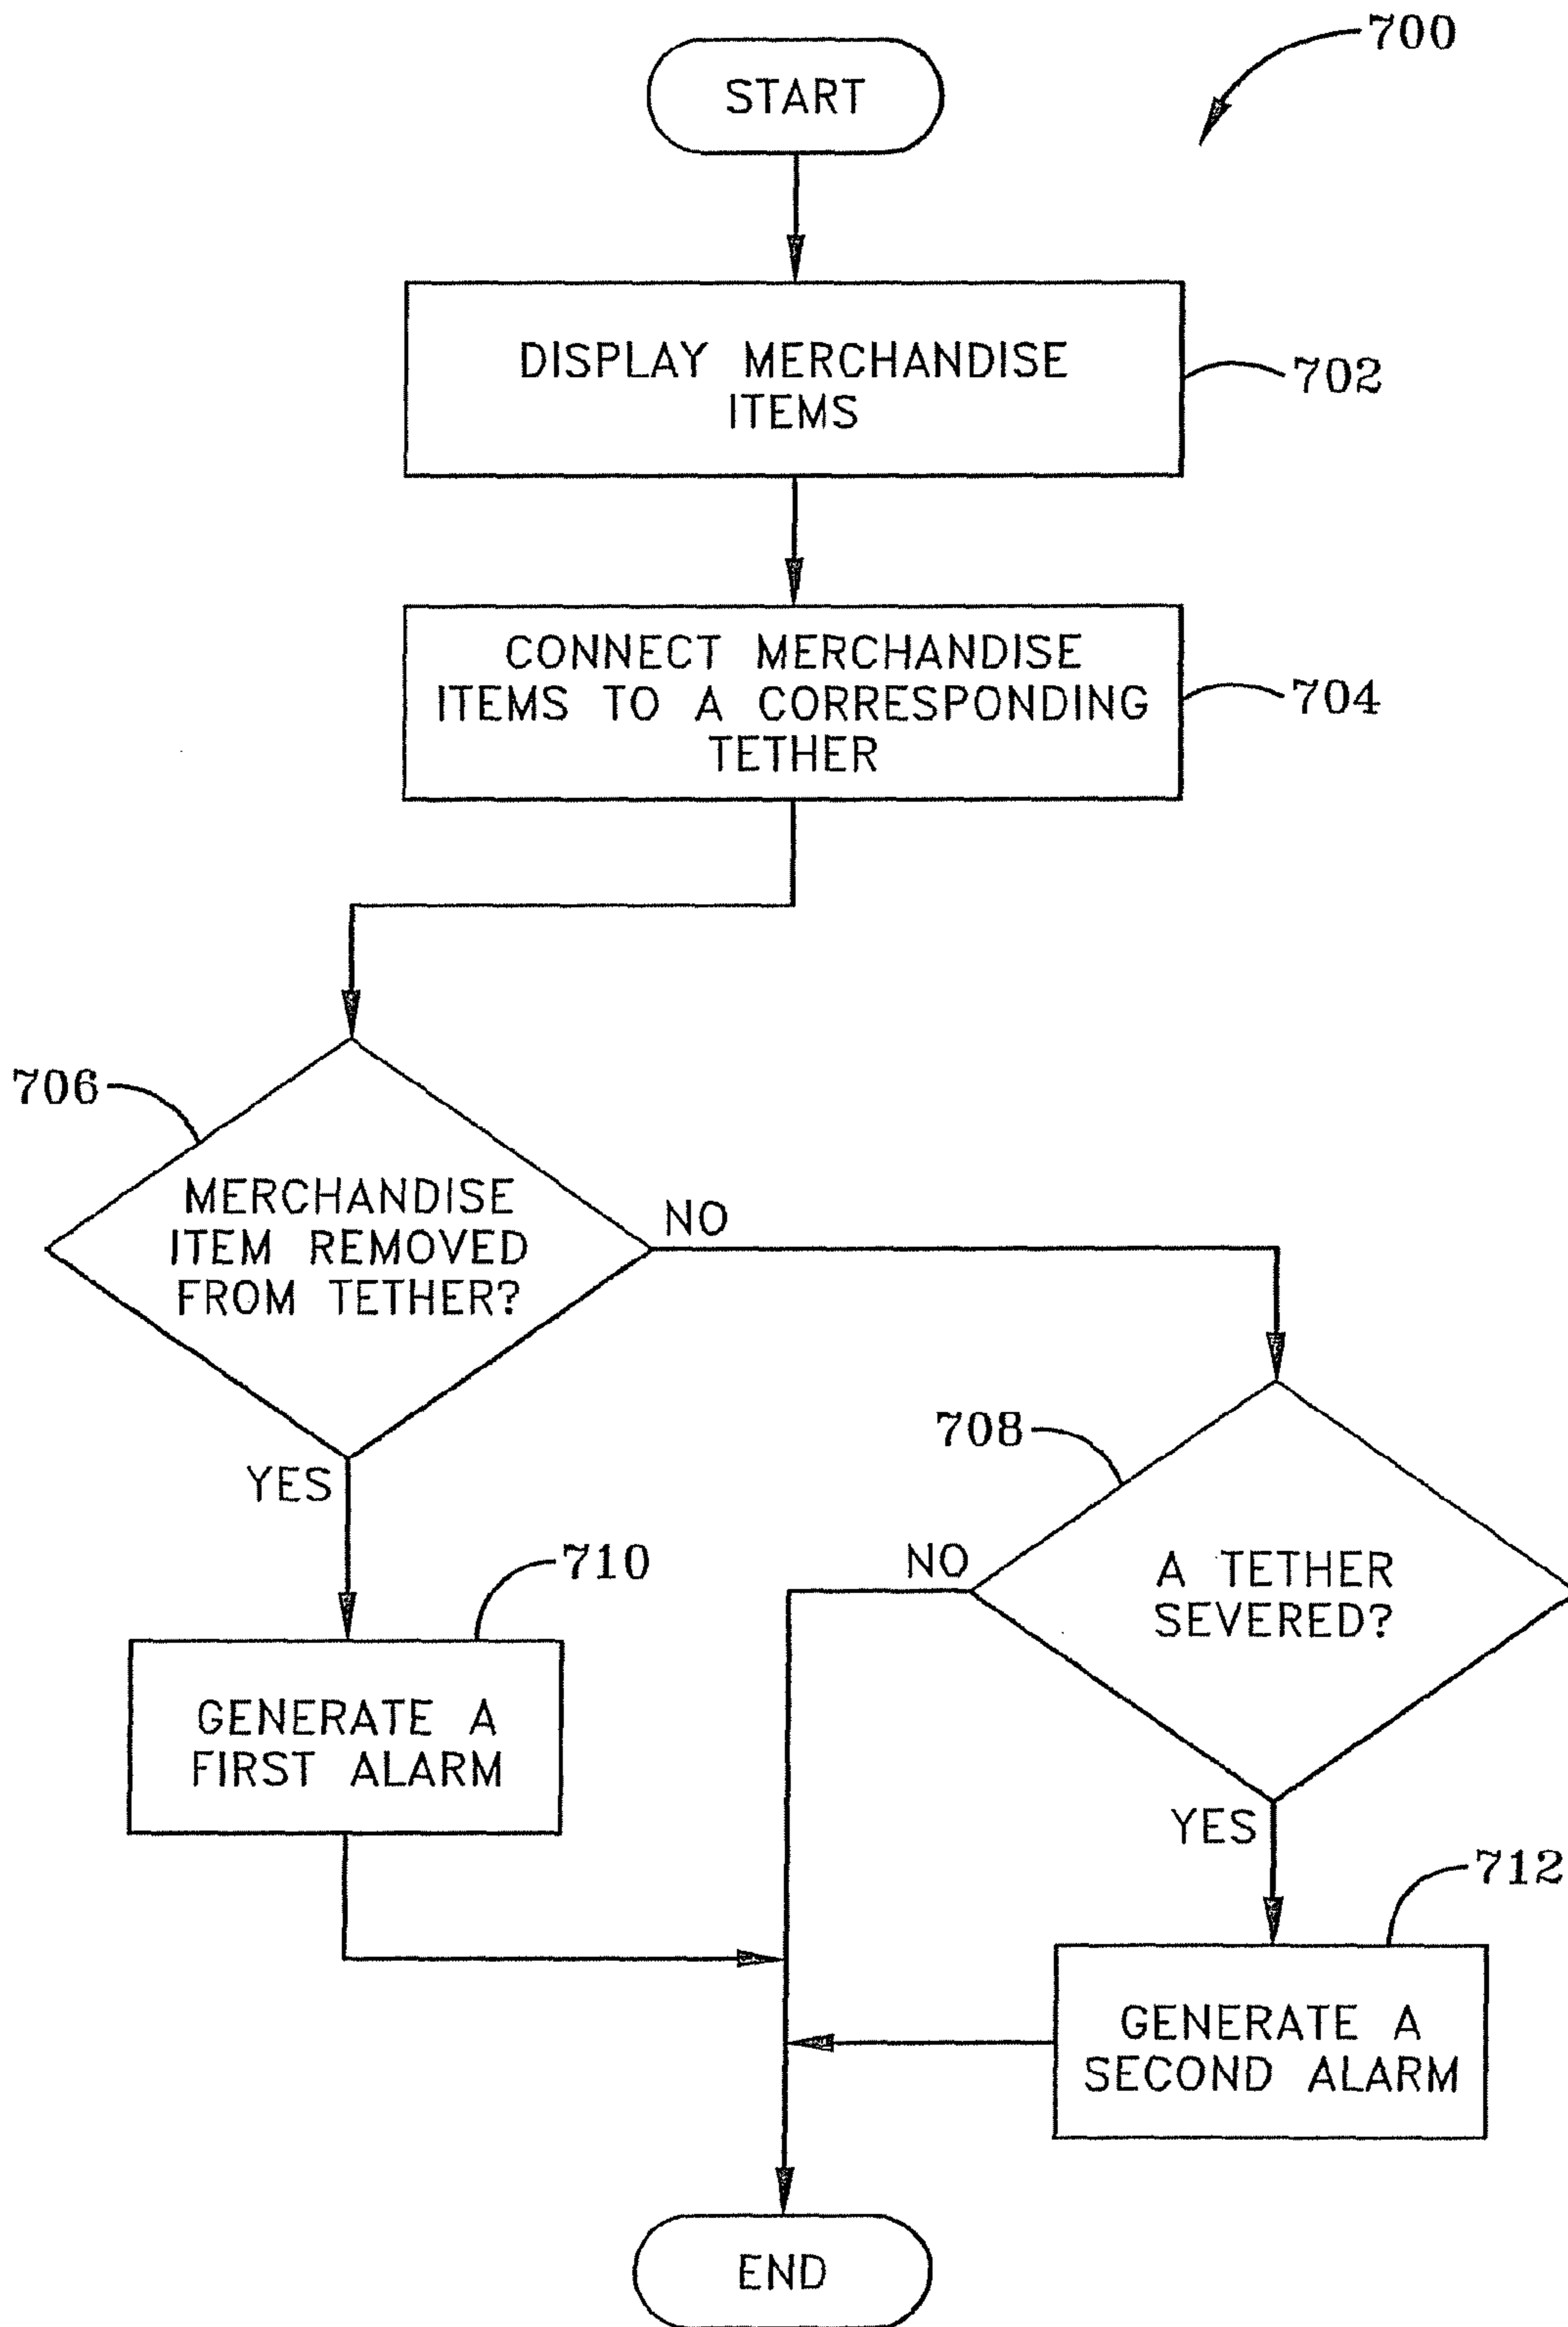 700
START
DISPLAY MERCHANDISE
ITEMS
702
CONNECT MERCHANDISE
ITEMS TO A CORRESPONDING
TETHER
704
706
MERCHANDISE
ITEM REMOVED
FROM TETHER?
NO
YES
708
A TETHER
SEVERED?
NO
YES
710
GENERATE A
FIRST ALARM
712
GENERATE A
SECOND ALARM
END